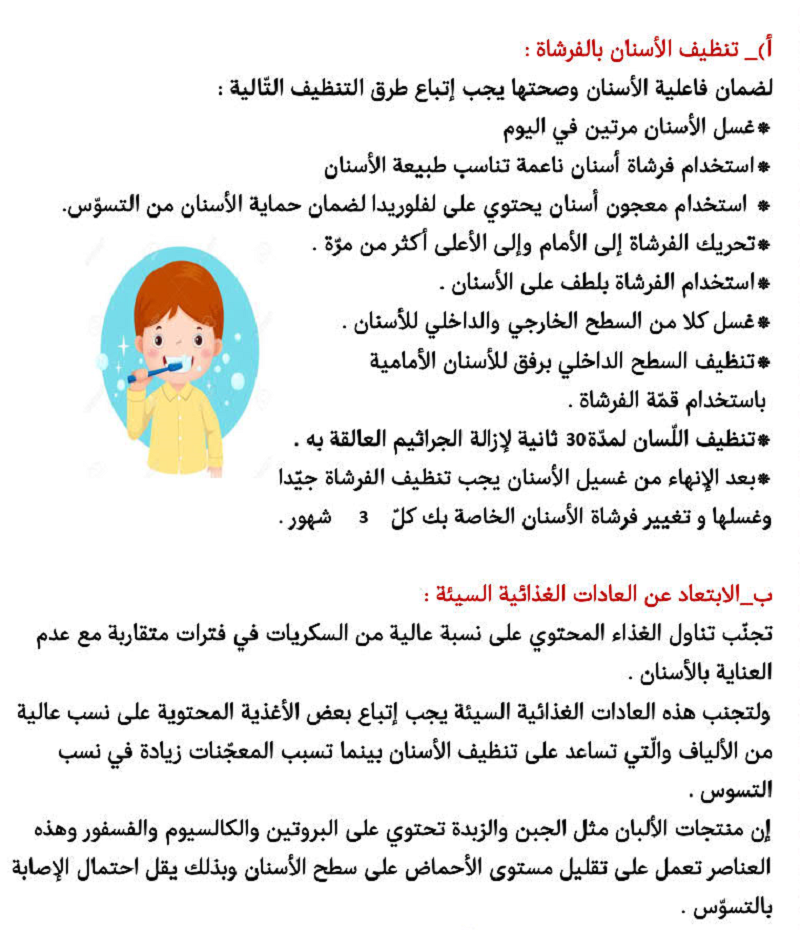 أ)_ تنظيف الأسنان بالفرشاة :
لضمان فاعلية الأسنان وصحتها يجب إتباع طرق التنظيف التّالية :
*غسل الأسنان مرتين في اليوم
*استخدام فرشاة أسنان ناعمة تناسب طبيعة الأسنان
* استخدام معجون أسنان يحتوي على لفلوريدا لضمان حماية الأسنان من التسوّس.
*تحريك الفرشاة إلى الأمام وإلى الأعلى أكثر من مرّة .
*استخدام الفرشاة بلطف على الأسنان .
*غسل كلا من السطح الخارجي والداخلي للأسنان .
*تنظيف السطح الداخلي برفق للأسنان الأمامية
باستخدام قمّة الفرشاة .
*تنظيف اللّسان لمدّة30 ثانية لإزالة الجراثيم العالقة به .
*بعد الإنهاء من غسيل الأسنان يجب تنظيف الفرشاة جيّدا
وغسلها و تغيير فرشاة الأسنان الخاصة بك كلّ 3 شهور .
ب_الابتعاد عن العادات الغذائية السيئة :
تجنّب تناول الغذاء المحتوي على نسبة عالية من السكريات في فترات متقاربة مع عدم
العناية بالأسنان .
ولتجنب هذه العادات الغذائية السيئة يجب إتباع بعض الأغذية المحتوية على نسب عالية
من الألياف والّتي تساعد على تنظيف الأسنان بينما تسبب المعجّنات زيادة في نسب
التسوس .
إن منتجات الألبان مثل الجبن والزبدة تحتوي على البروتين والكالسيوم والفسفور وهذه
العناصر تعمل على تقليل مستوى الأحماض على سطح الأسنان وبذلك يقل احتمال الإصابة
بالتسوّس .